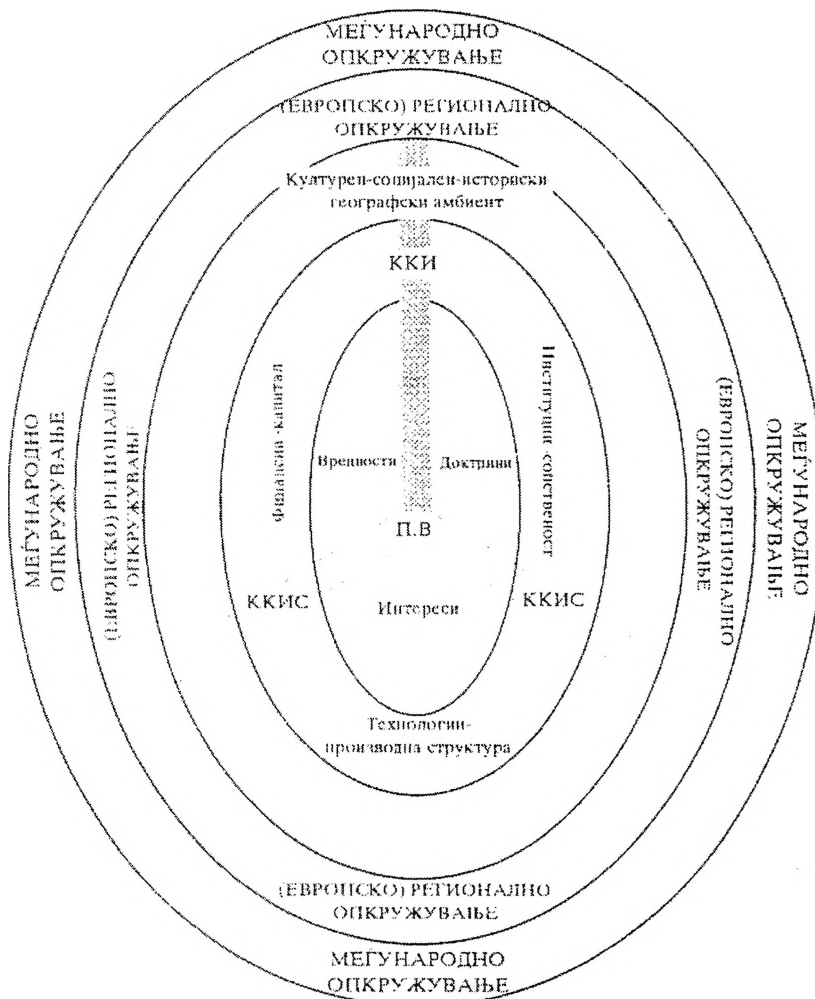 МЕЃУНАРОДНО
ОПКРУЖУВАЊЕ
(ЕВРОПСКО) РЕГИОНАЛНО
ОПКРУЖУВАЊЕ
Културен-социјален-историски
географски амбиент
ККИ
МЕЃУНАРОДНО
ОПКРУЖУВАЊЕ
(ЕВРОПСКО) РЕГИОНАЛНО
ОПКРУЖУВАЊЕ
Финансии-капитал
Вредности
Доктрини
Институции-сопственост
(ЕВРОПСКО) РЕГИОНАЛНО
ОПКРУЖУВАЊЕ
МЕЃУНАРОДНО
ОПКРУЖУВАЊЕ
П.В
ККИС
Интереси
ККИС
Технологии-
производна структура
(ЕВРОПСКО) РЕГИОНАЛНО
ОПКРУЖУВАЊЕ
МЕЃУНАРОДНО
ОПКРУЖУВАЊЕ